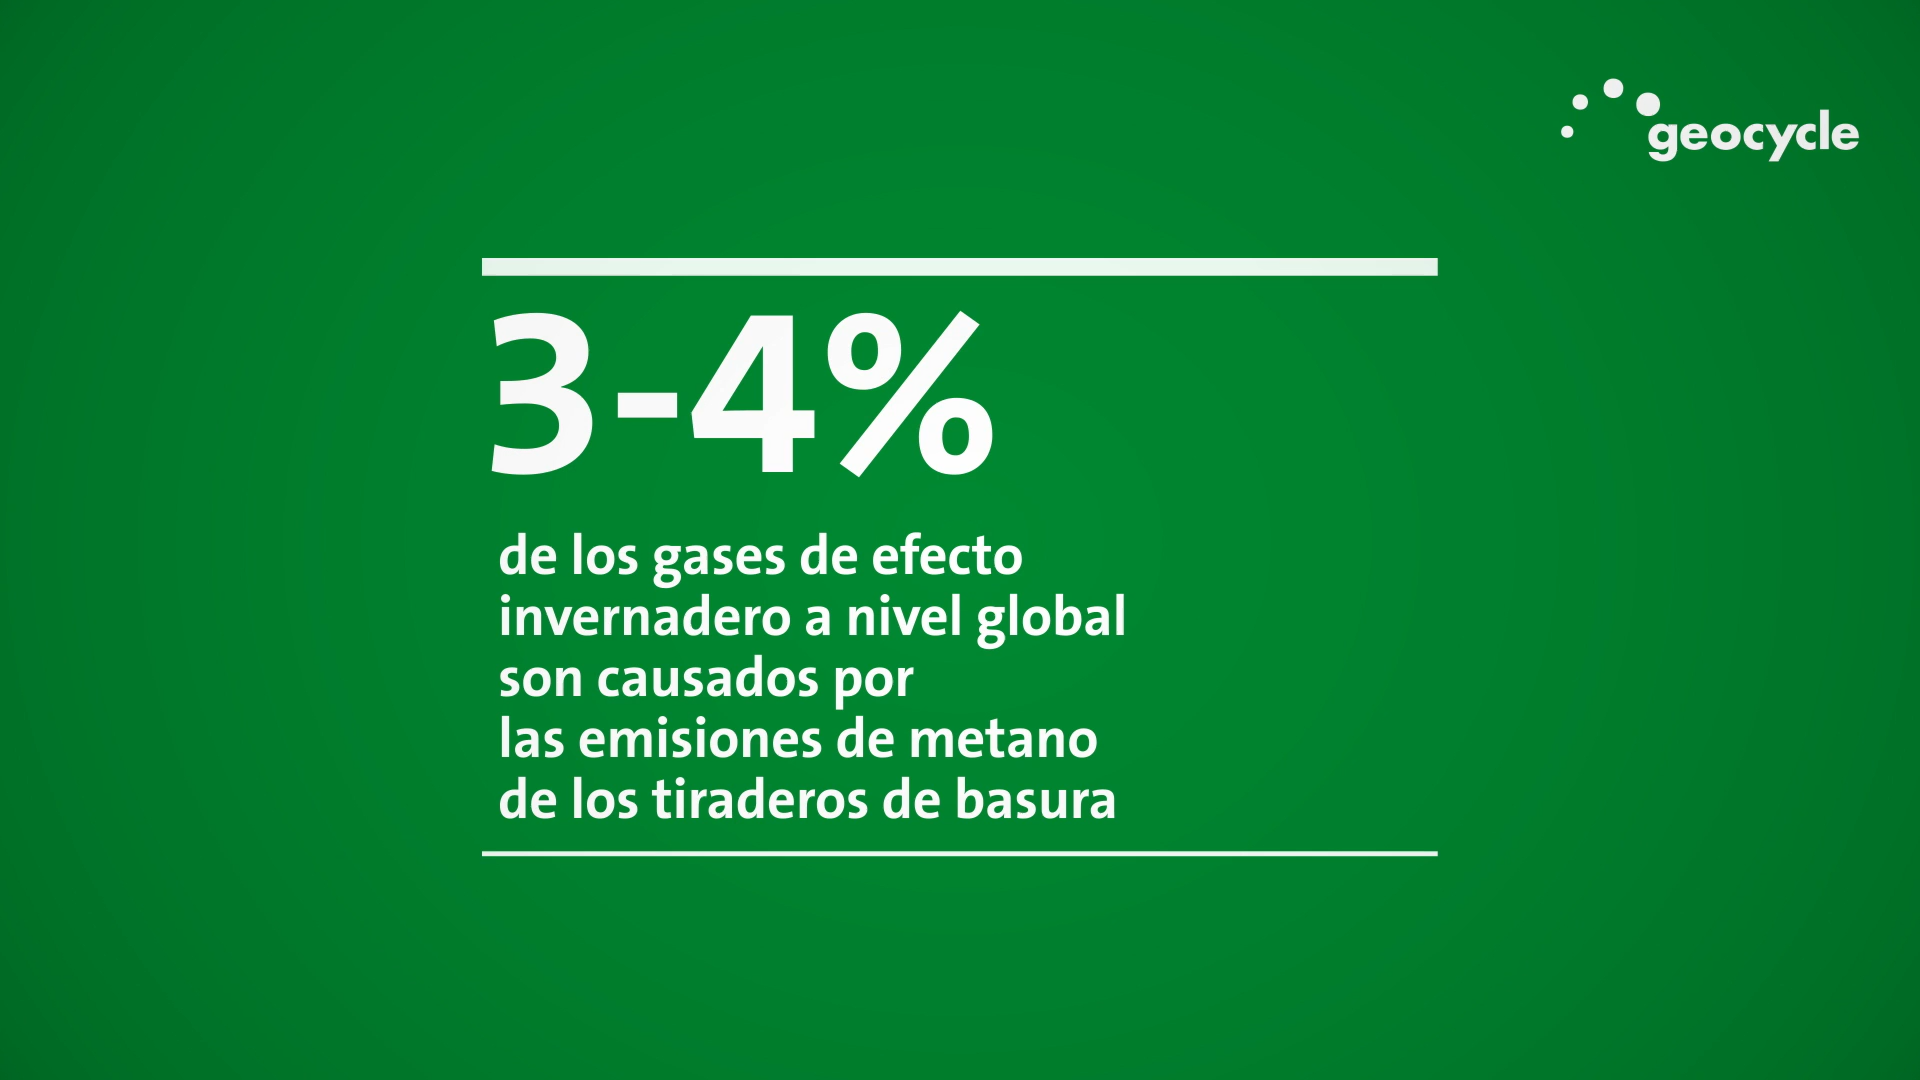 geocycle
3-4%
de los gases de efecto
invernadero a nivel global
son causados por
las emisiones de metano
de los tiraderos de basura